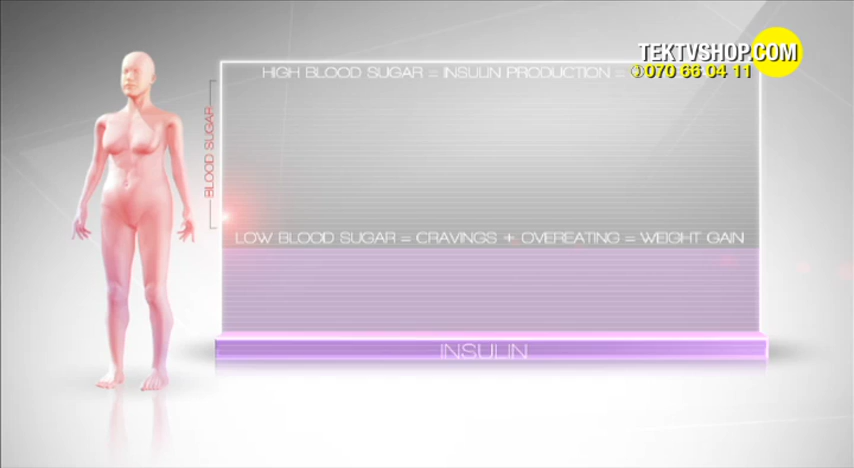 TEKTVSHOP.COM
070 66 04 11
HIGH BLOOD SUGAR = INSULIN PRODUCTION =
BLOOD SUGAR
LOW BLOOD SUGAR = CRAVINGS + OVEREATING = WEIGHT GAIN
INSULIN